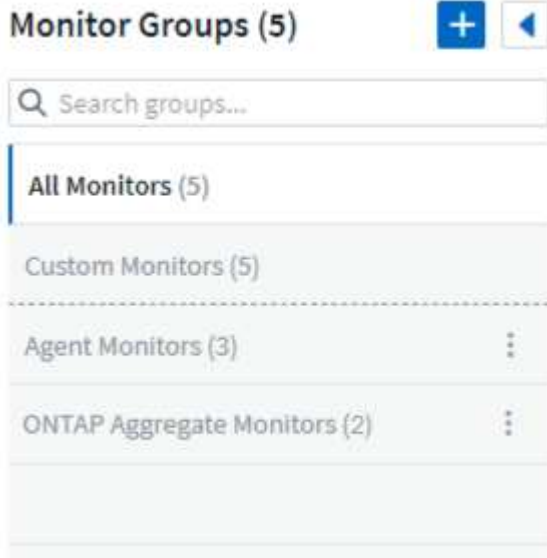 Monitor Groups (5)
Search groups...
All Monitors (5)
Custom Monitors (5)
Agent Monitors (3)
ONTAP Aggregate Monitors (2)